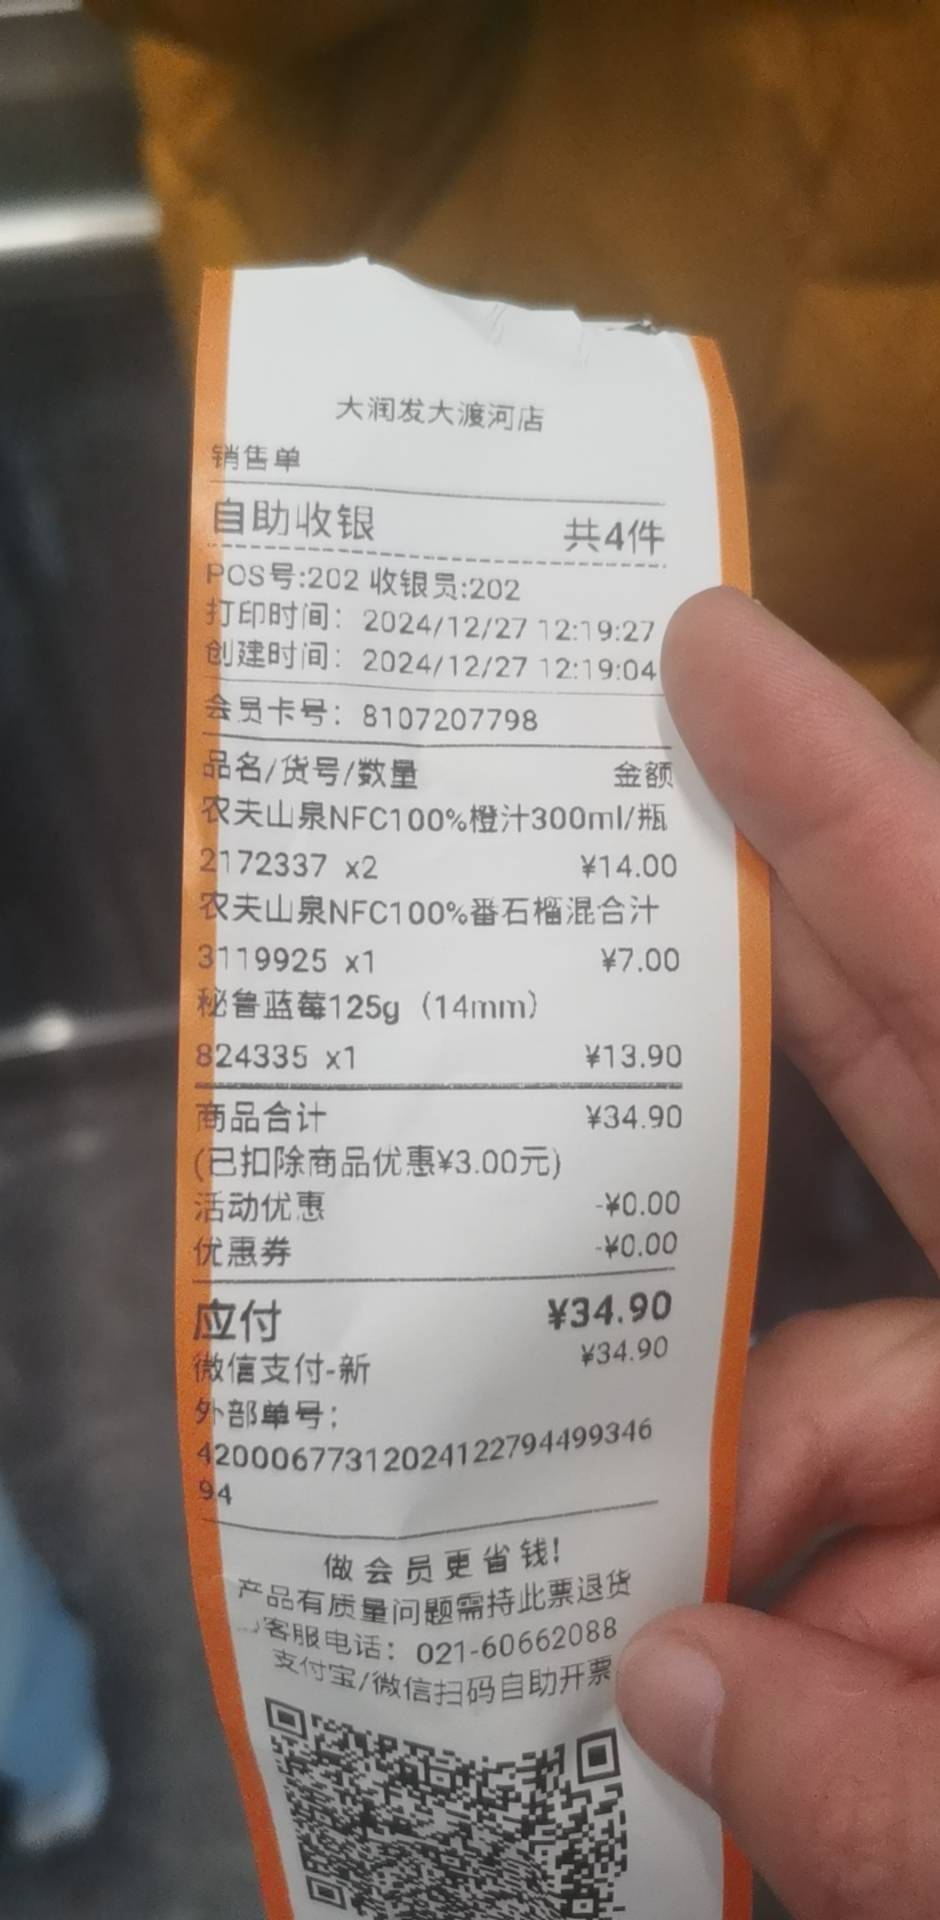 大润发大渡河店
销售单
自助收银 共4件
POS号:202 收银员:202
打印时间： 2024/12/27 12:19:27
创建时间： 2024/12/27 12:19:04
会员卡号： 8107207798
品名/货号/数量 金额
农夫山泉NFC100%橙汁300ml/瓶
2172337 x2 ¥14.00
农夫山泉NFC100%番石榴混合汁
3119925 x1 ¥7.00
秘鲁蓝莓125g（14mm）
824335 x1 ¥13.90
商品合计 ¥34.90
(已扣除商品优惠¥3.00元)
活动优惠 -¥0.00
优惠券 -¥0.00
应付 ¥34.90
微信支付-新 ¥34.90
外部单号：
42000677312024122794499346
94
做会员更省钱!
产品有质量问题需持此票退货
客服电话： 021-60662088
支付宝/微信扫码自助开票